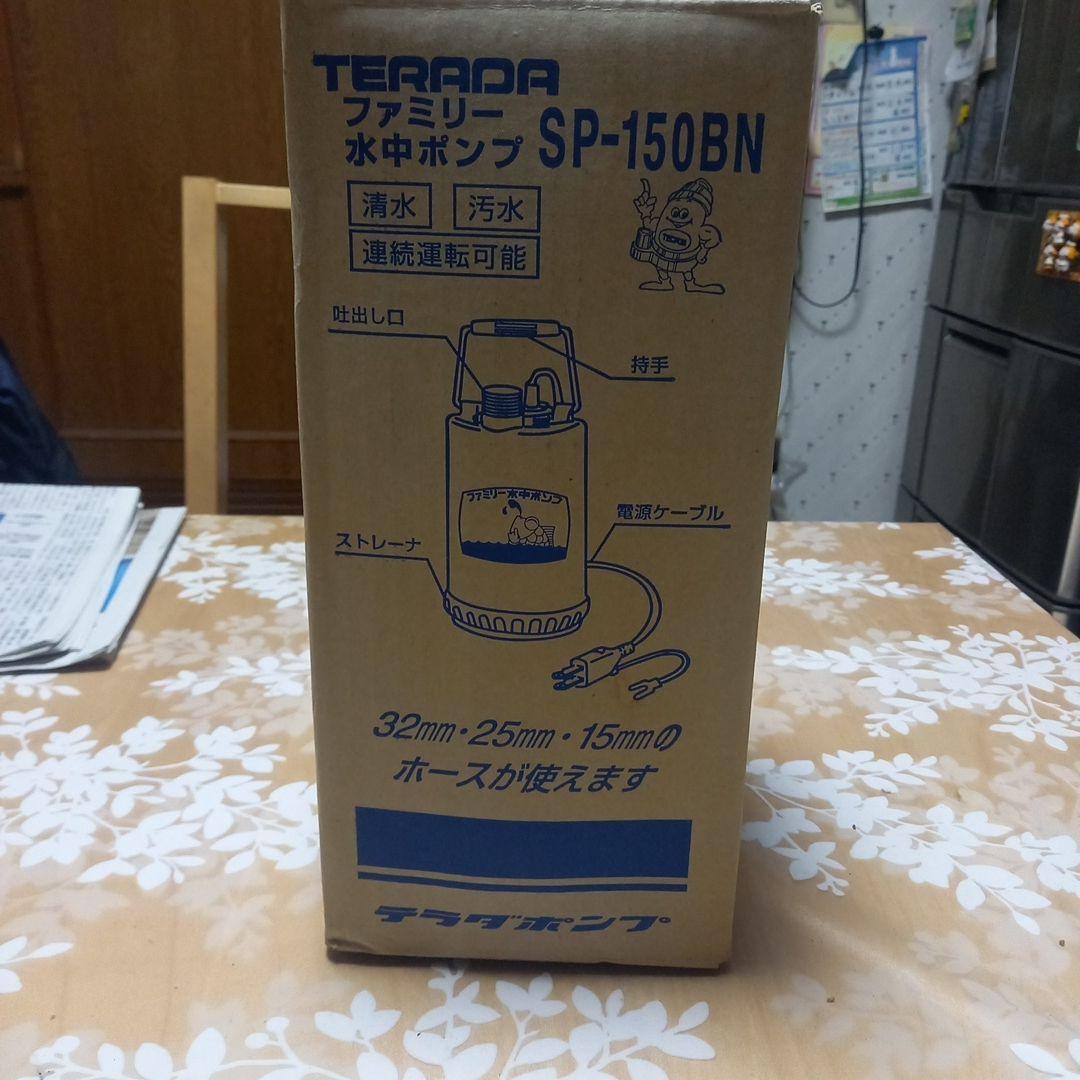 TERADA
ファミリー
水中ポンプ SP-150BN
清水 汚水
連続運転可能
TERADA
吐出し口
持手
ファミリー水中ポンプ
電源ケーブル
ストレーナ
32mm・25mm・15mmの
ホースが使えます
テラダポンプ